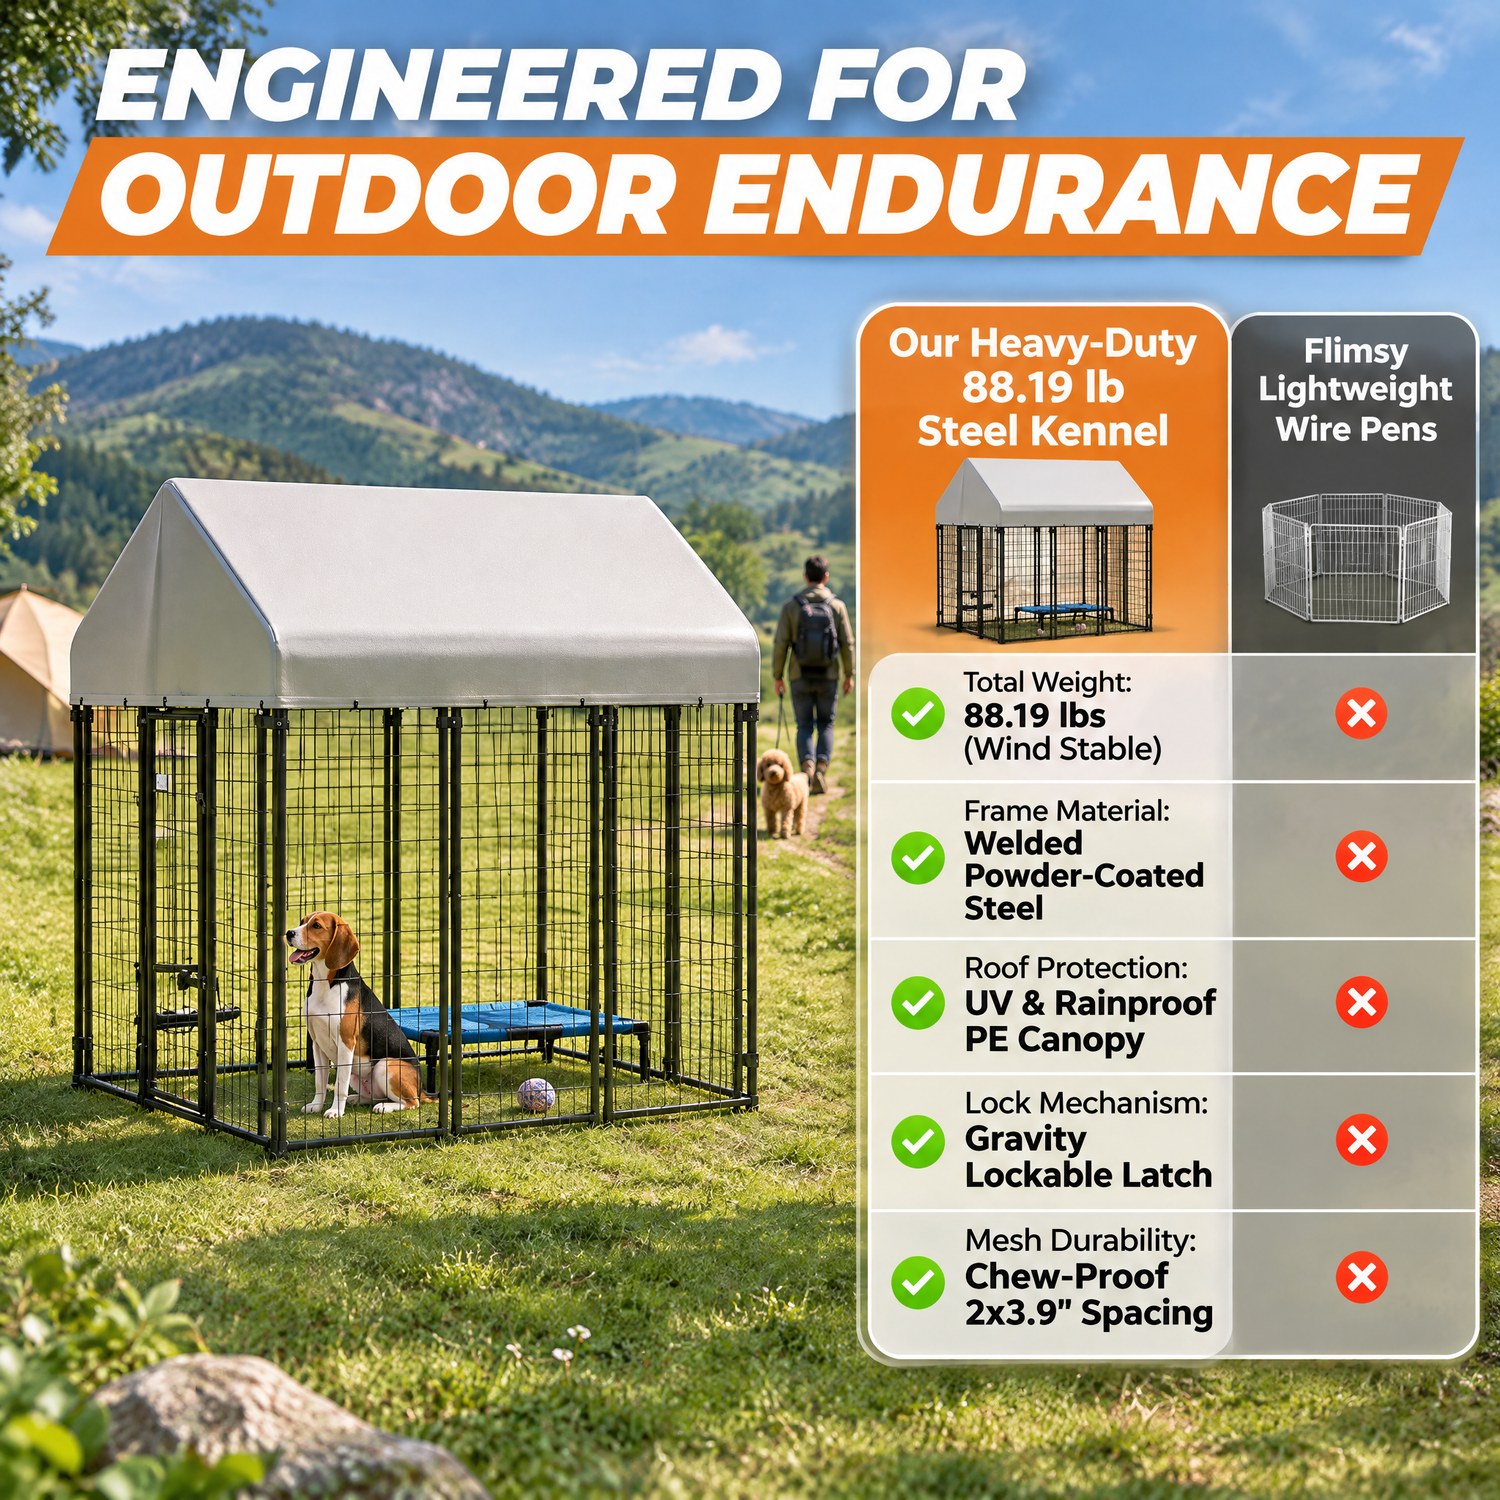 ENGINEERED FOR
OUTDOOR ENDURANCE
Our Heavy-Duty
88.19 lb
Steel Kennel
Flimsy
Lightweight
Wire Pens
Total Weight:
88.19 lbs
(Wind Stable)
Frame Material:
Welded
Powder-Coated
Steel
Roof Protection:
UV & Rainproof
PE Canopy
Lock Mechanism:
Gravity
Lockable Latch
Mesh Durability:
Chew-Proof
2x3.9" Spacing